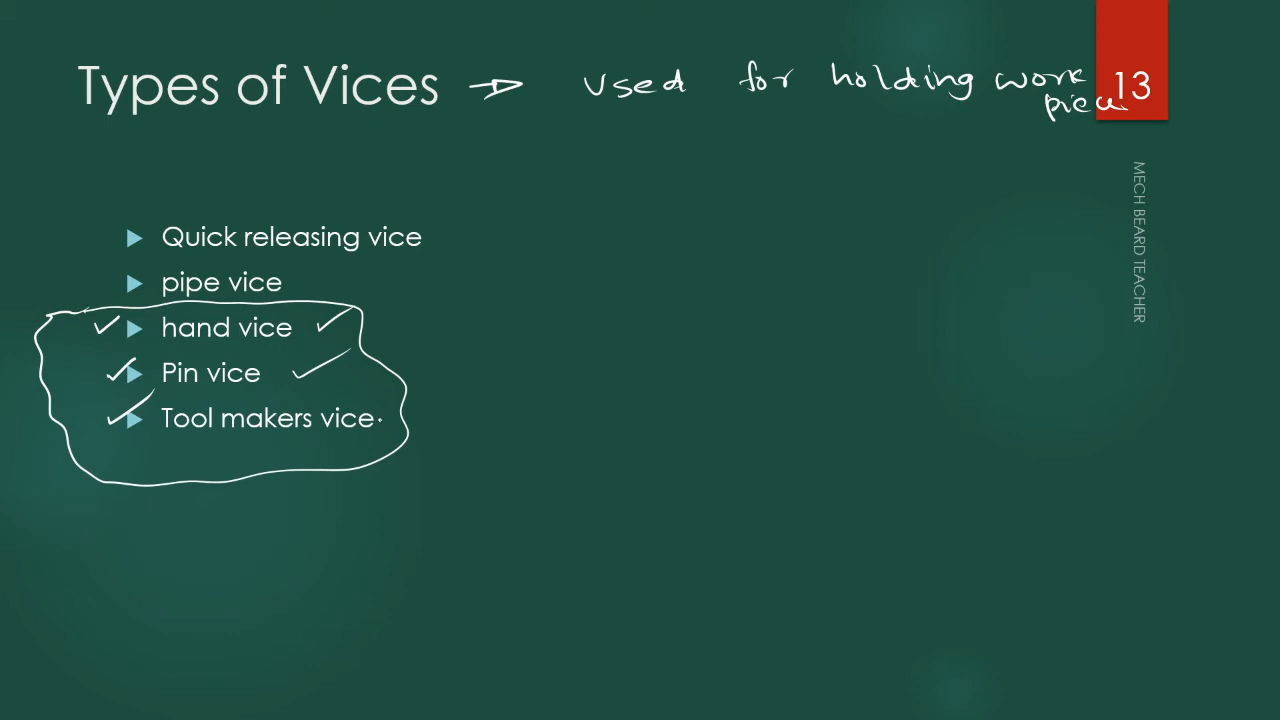 Types of Vices → used for holding work
piece
13
MECH BEARD TEACHER
Quick releasing vice
pipe vice
hand vice
Pin vice
Tool makers vice